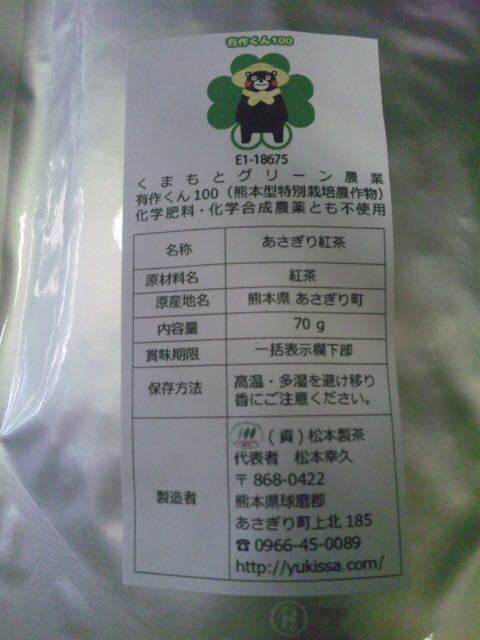 有作くん100
E1-18675
くまもとグリーン農業
有作くん100（熊本型特別栽培農作物）
化学肥料・化学合成農薬とも不使用
名称 あさぎり紅茶
原材料名 紅茶
原産地名 熊本県 あさぎり町
内容量 70 g
賞味期限 一括表示欄下部
保存方法 高温・多湿を避け移り
香にご注意ください。
製造者 (資)松本製茶
代表者 松本幸久
〒868-0422
熊本県球磨郡
あさぎり町上北185
☎0966-45-0089
http://yukissa.com/